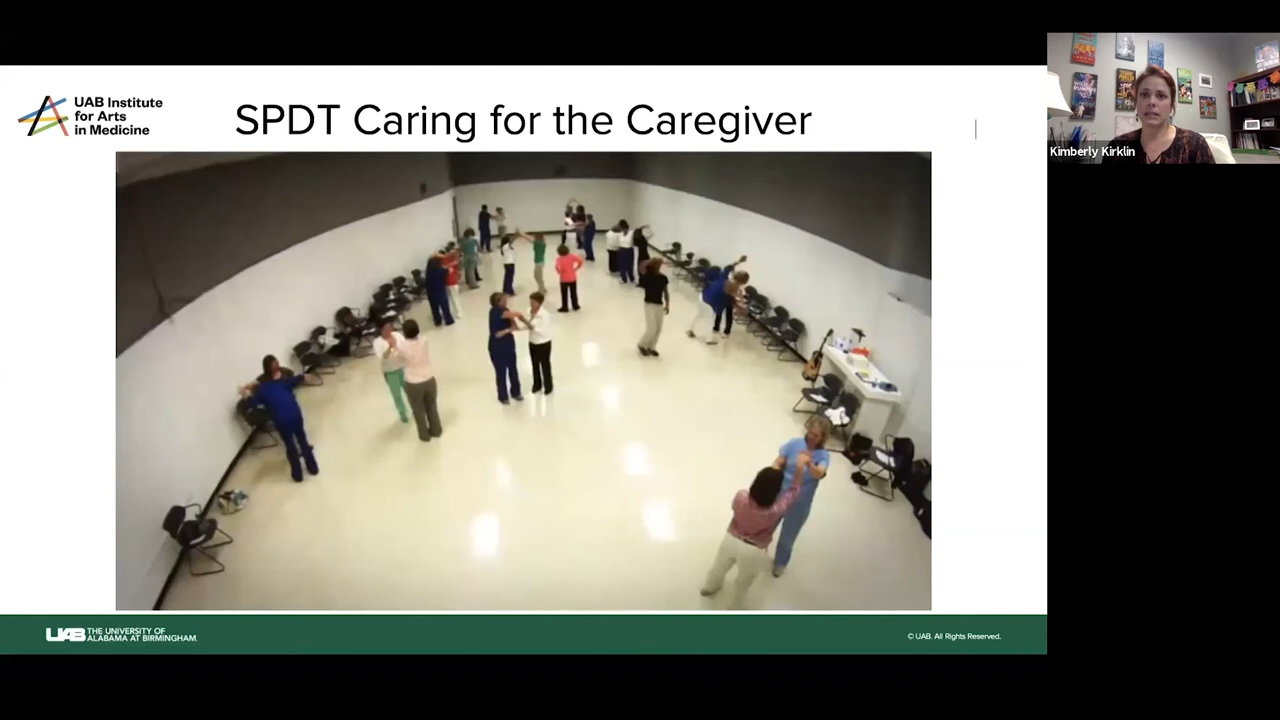 UAB Institute
for Arts
in Medicine
SPDT Caring for the Caregiver
Kimberly Kirklin
UAB THE UNIVERSITY OF
ALABAMA AT BIRMINGHAM.
© UAB. All Rights Reserved.